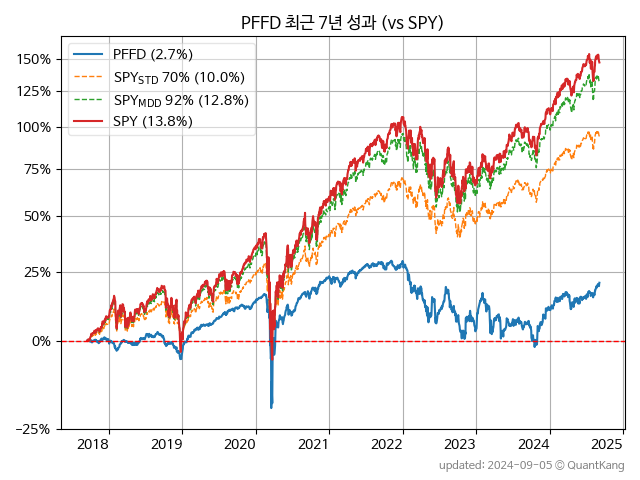 PFFD 최근 7년 성과 (vs SPY)
PFFD (2.7%)
SPY_STD 70% (10.0%)
SPY_MDD 92% (12.8%)
SPY (13.8%)
150%
125%
100%
75%
50%
25%
0%
−25%
2018 2019 2020 2021 2022 2023 2024 2025
updated: 2024-09-05 © QuantKang